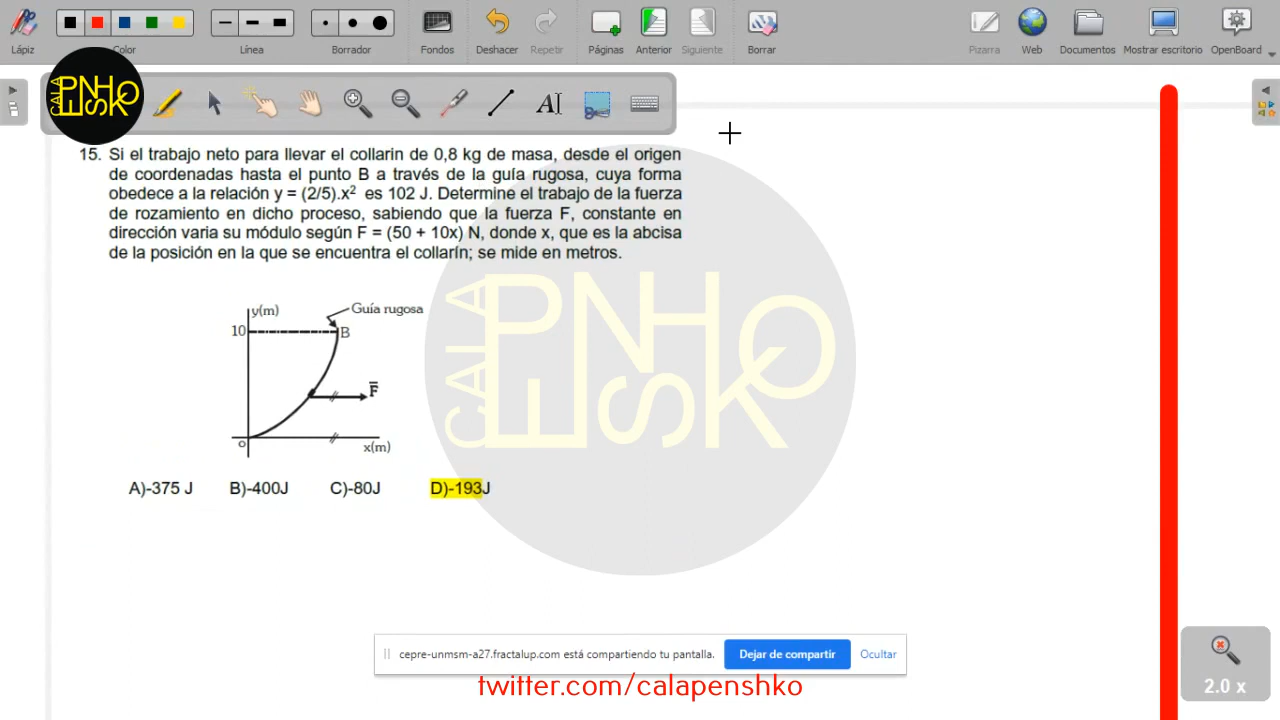 Lápiz Color Línea Borrador Fondos Deshacer Repetir Páginas Anterior Siguiente Borrar Pizarra Web Documentos Mostrar escritorio OpenBoard
CALA PENSHKO
15. Si el trabajo neto para llevar el collarin de 0,8 kg de masa, desde el origen
de coordenadas hasta el punto B a través de la guía rugosa, cuya forma
obedece a la relación y = (2/5).x² es 102 J. Determine el trabajo de la fuerza
de rozamiento en dicho proceso, sabiendo que la fuerza F, constante en
dirección varia su módulo según F = (50 + 10x) N, donde x, que es la abcisa
de la posición en la que se encuentra el collarín; se mide en metros.
y(m) Guía rugosa
10 B
F̅
o x(m)
A)-375 J B)-400J C)-80J D)-193J
CALA PENSHKO
cepre-unmsm-a27.fractalup.com está compartiendo tu pantalla. Dejar de compartir Ocultar
twitter.com/calapenshko
2.0 x